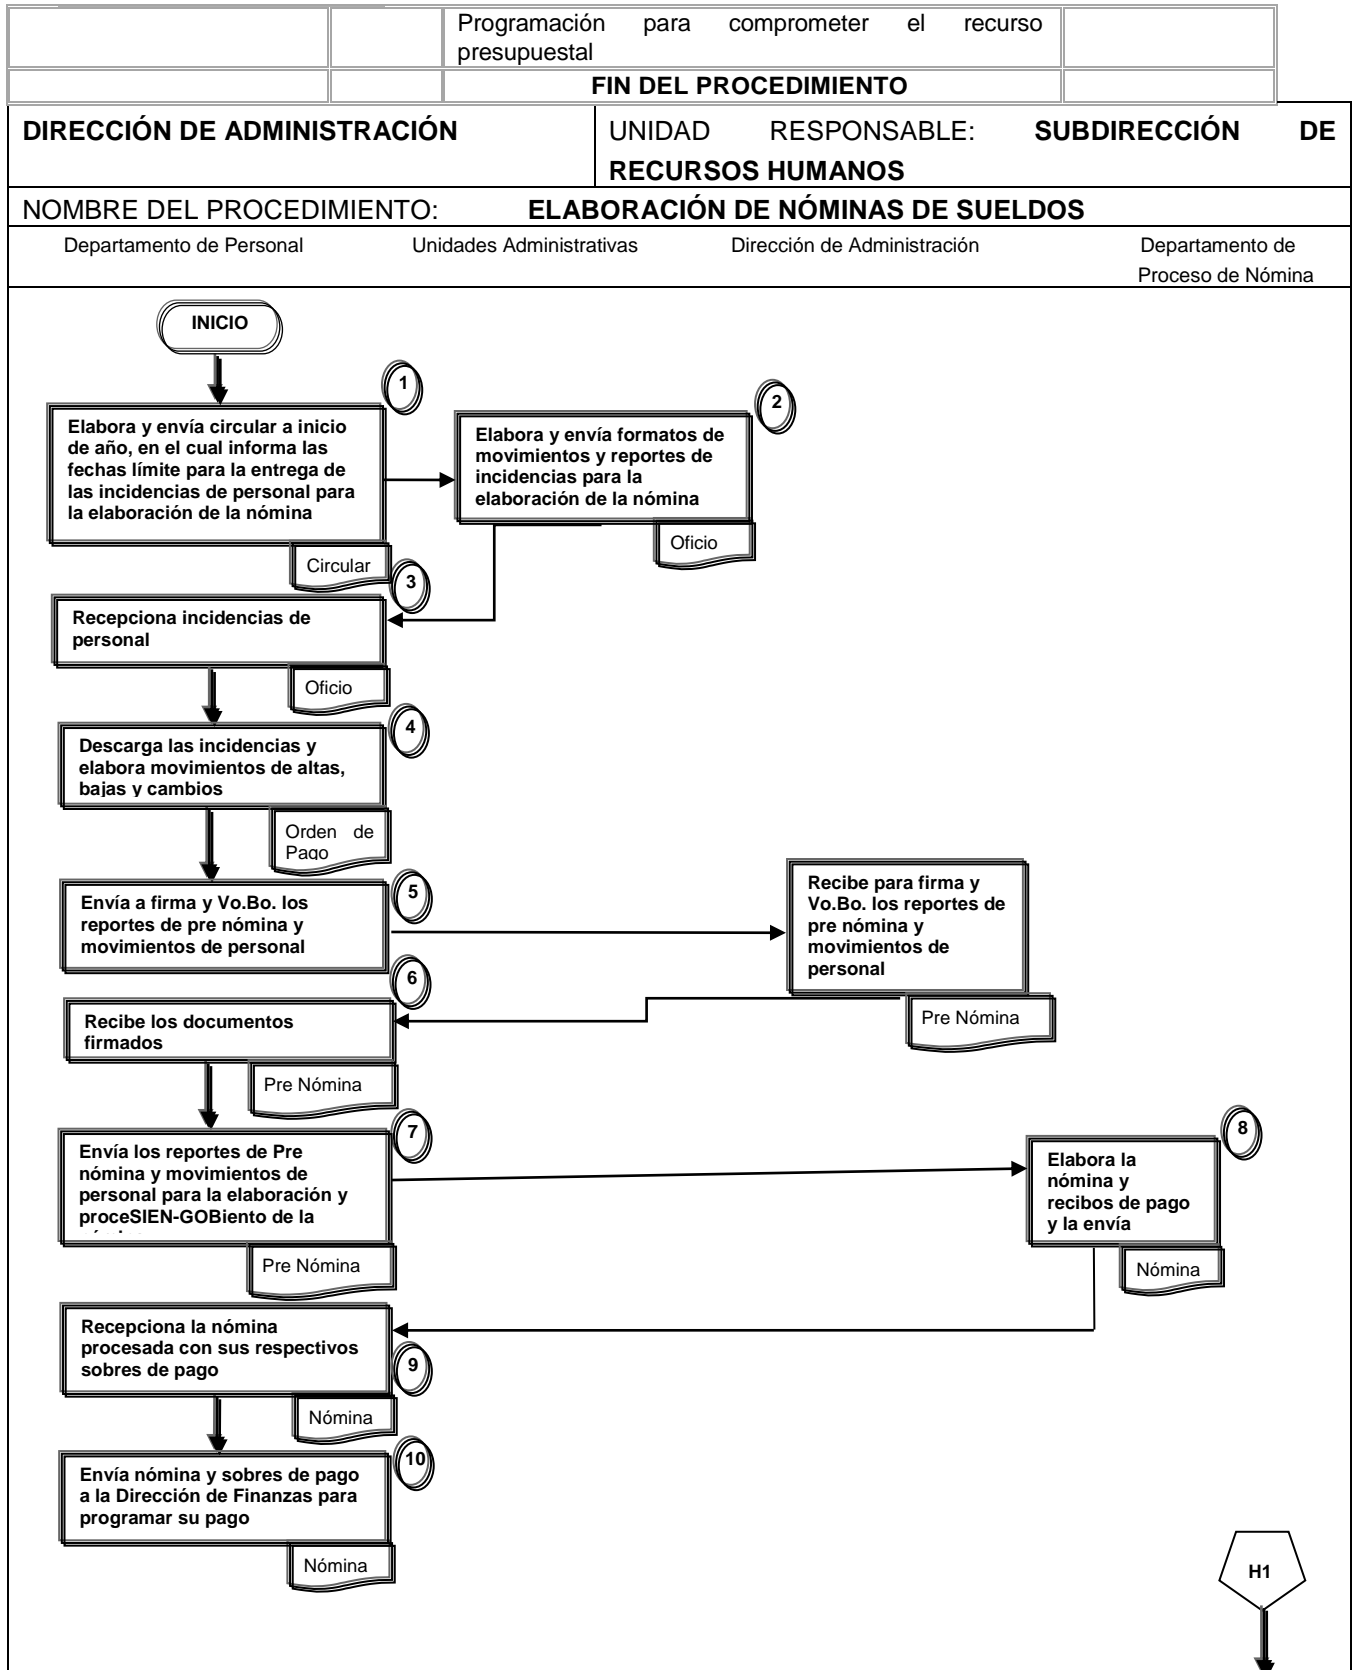 Programación para comprometer el recurso
presupuestal
FIN DEL PROCEDIMIENTO
DIRECCIÓN DE ADMINISTRACIÓN
UNIDAD RESPONSABLE: SUBDIRECCIÓN DE
RECURSOS HUMANOS
NOMBRE DEL PROCEDIMIENTO: ELABORACIÓN DE NÓMINAS DE SUELDOS
Departamento de Personal
Unidades Administrativas
Dirección de Administración
Departamento de
Proceso de Nómina
INICIO
1
Elabora y envía circular a inicio
de año, en el cual informa las
fechas límite para la entrega de
las incidencias de personal para
la elaboración de la nómina
Circular
2
Elabora y envía formatos de
movimientos y reportes de
incidencias para la
elaboración de la nómina
Oficio
3
Recepciona incidencias de
personal
Oficio
4
Descarga las incidencias y
elabora movimientos de altas,
bajas y cambios
Orden de
Pago
5
Envía a firma y Vo.Bo. los
reportes de pre nómina y
movimientos de personal
Recibe para firma y
Vo.Bo. los reportes de
pre nómina y
movimientos de
personal
Pre Nómina
6
Recibe los documentos
firmados
Pre Nómina
7
Envía los reportes de Pre
nómina y movimientos de
personal para la elaboración y
proceSIEN-GOBiento de la
Pre Nómina
8
Elabora la
nómina y
recibos de pago
y la envía
Nómina
Recepciona la nómina
procesada con sus respectivos
sobres de pago
9
Nómina
10
Envía nómina y sobres de pago
a la Dirección de Finanzas para
programar su pago
Nómina
H1